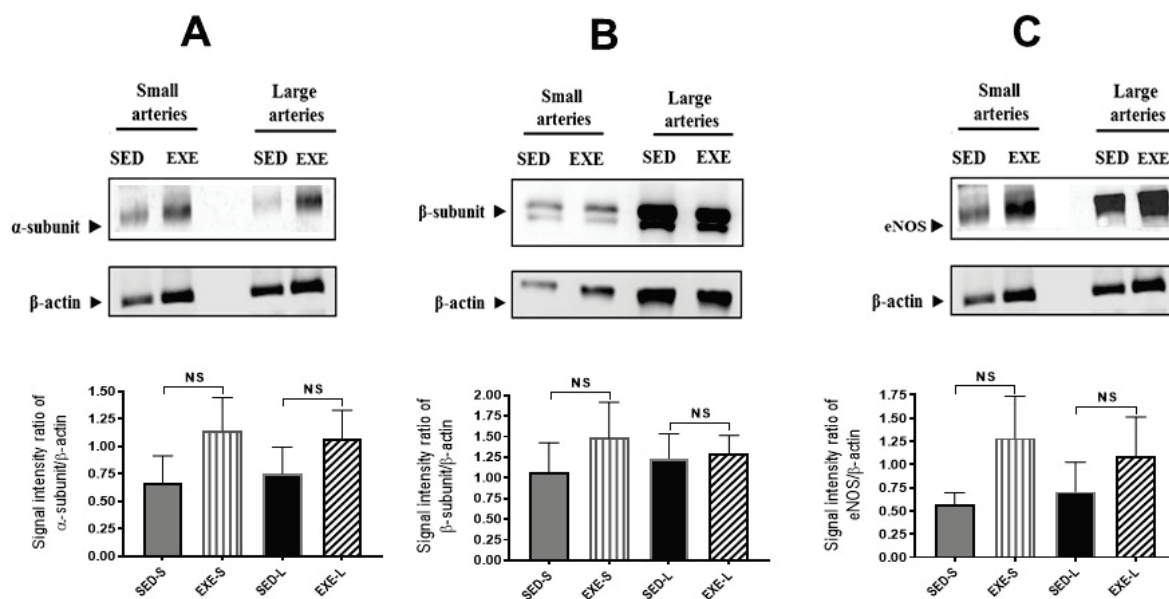 A
Small
arteries
Large
arteries
SED EXE SED EXE
α-subunit
β-actin
Signal intensity ratio of
α-subunit/β-actin
1.50
1.25
1.00
0.75
0.50
0.25
0.00
NS
NS
SED-S
EXE-S
SED-L
EXE-L
B
Small
arteries
Large
arteries
SED EXE SED EXE
β-subunit
β-actin
Signal intensity ratio of
β-subunit/β-actin
2.00
1.75
1.50
1.25
1.00
0.75
0.50
0.25
0.00
NS
NS
SED-S
EXE-S
SED-L
EXE-L
C
Small
arteries
Large
arteries
SED EXE SED EXE
eNOS
β-actin
Signal intensity ratio of
eNOS/β-actin
1.75
1.50
1.25
1.00
0.75
0.50
0.25
0.00
NS
NS
SED-S
EXE-S
SED-L
EXE-L